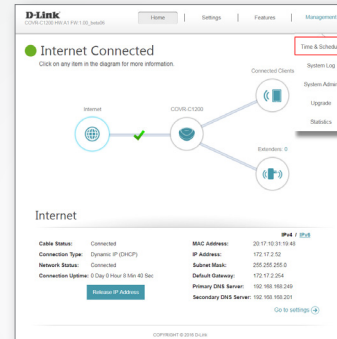 D-Link
COVR-C1200 HW:A1 FW:1.00_beta06
Home
Settings
Features
Management
Internet Connected
Click on any item in the diagram for more information.
Time & Schedu
System Log
System Admi
Upgrade
Statistics
Connected Clients
Internet
COVR-C1200
Extenders: 0
Internet
IPv4 / IPv6
Cable Status: Connected
Connection Type: Dynamic IP (DHCP)
Network Status: Connected
Connection Uptime: 0 Day 0 Hour 8 Min 40 Sec
Release IP Address
MAC Address: 20:17:10:31:19:48
IP Address: 172.17.2.52
Subnet Mask: 255.255.255.0
Default Gateway: 172.17.2.254
Primary DNS Server: 192.168.168.249
Secondary DNS Server: 192.168.168.201
Go to settings
COPYRIGHT © 2016 D-Link